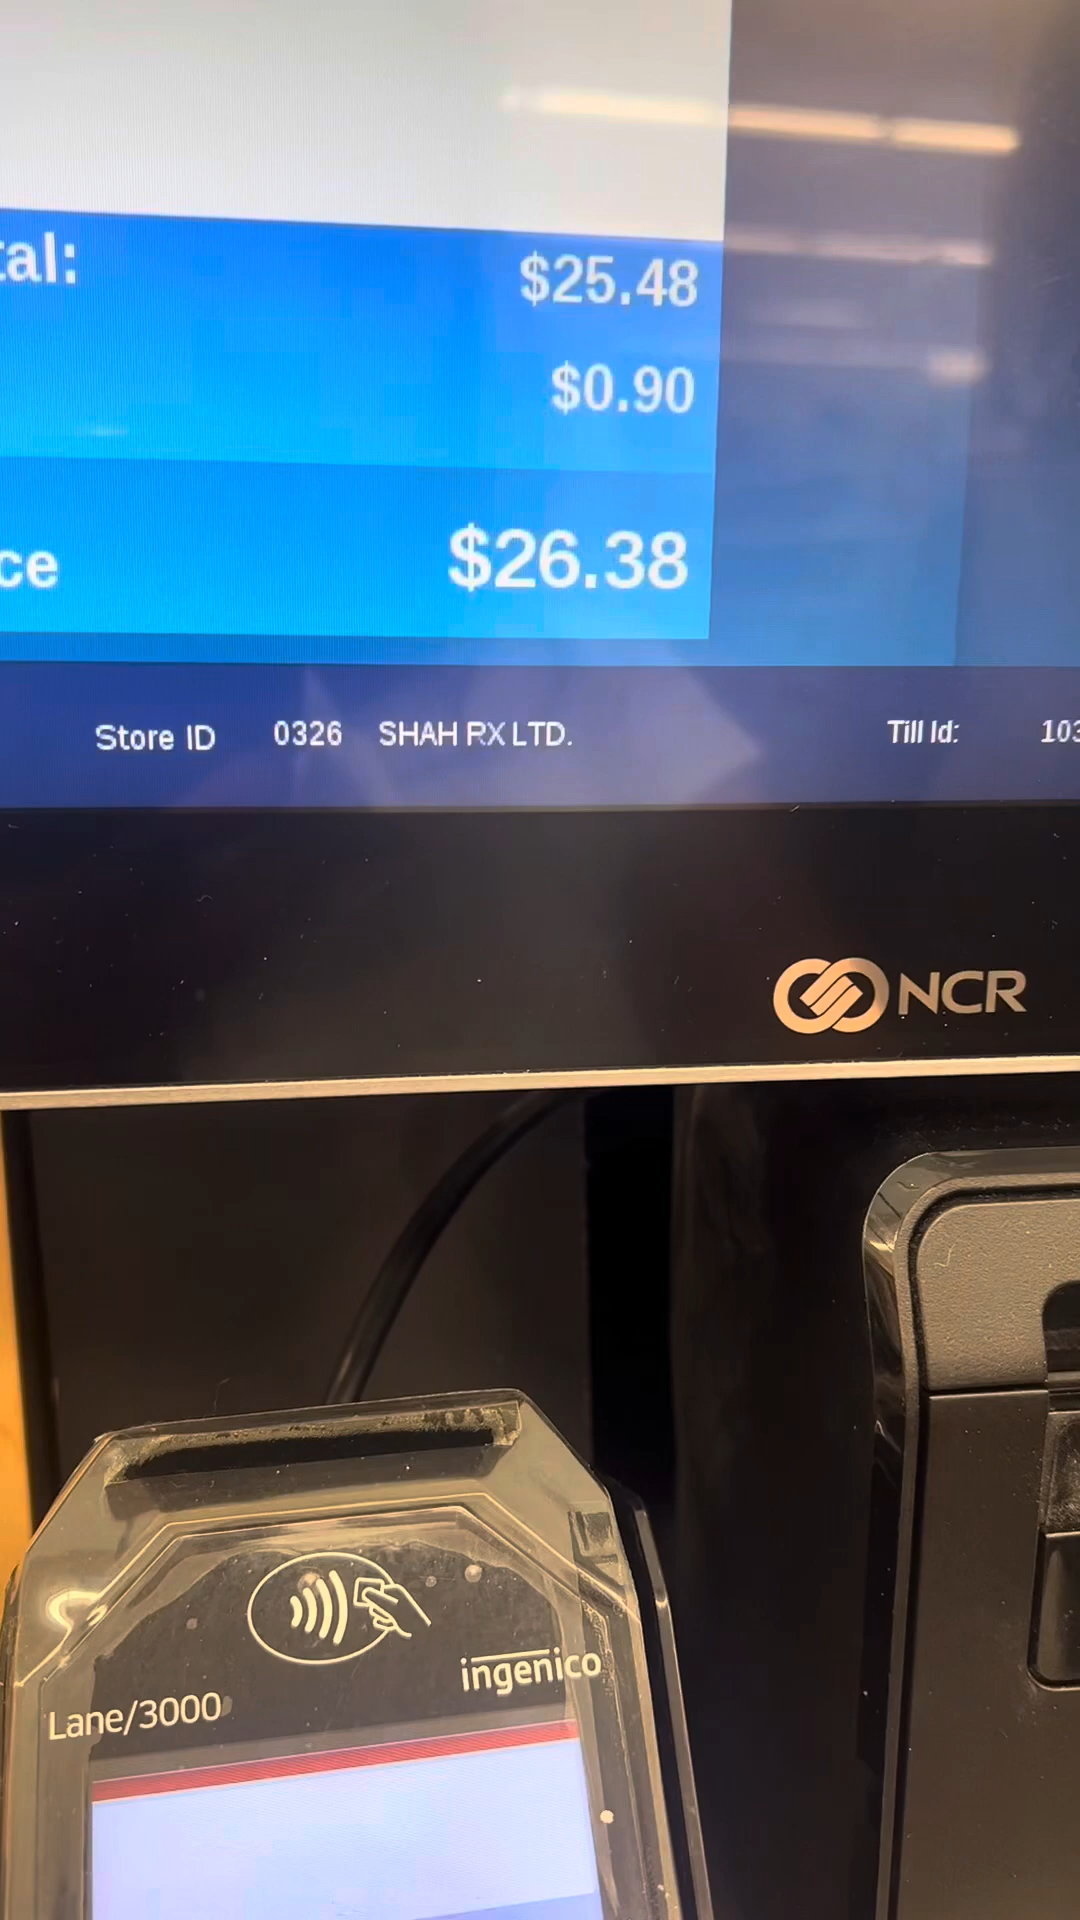 tal: $25.48
$0.90
ce $26.38
Store ID 0326 SHAH RX LTD. Till Id: 103
NCR
ingenico
Lane/3000